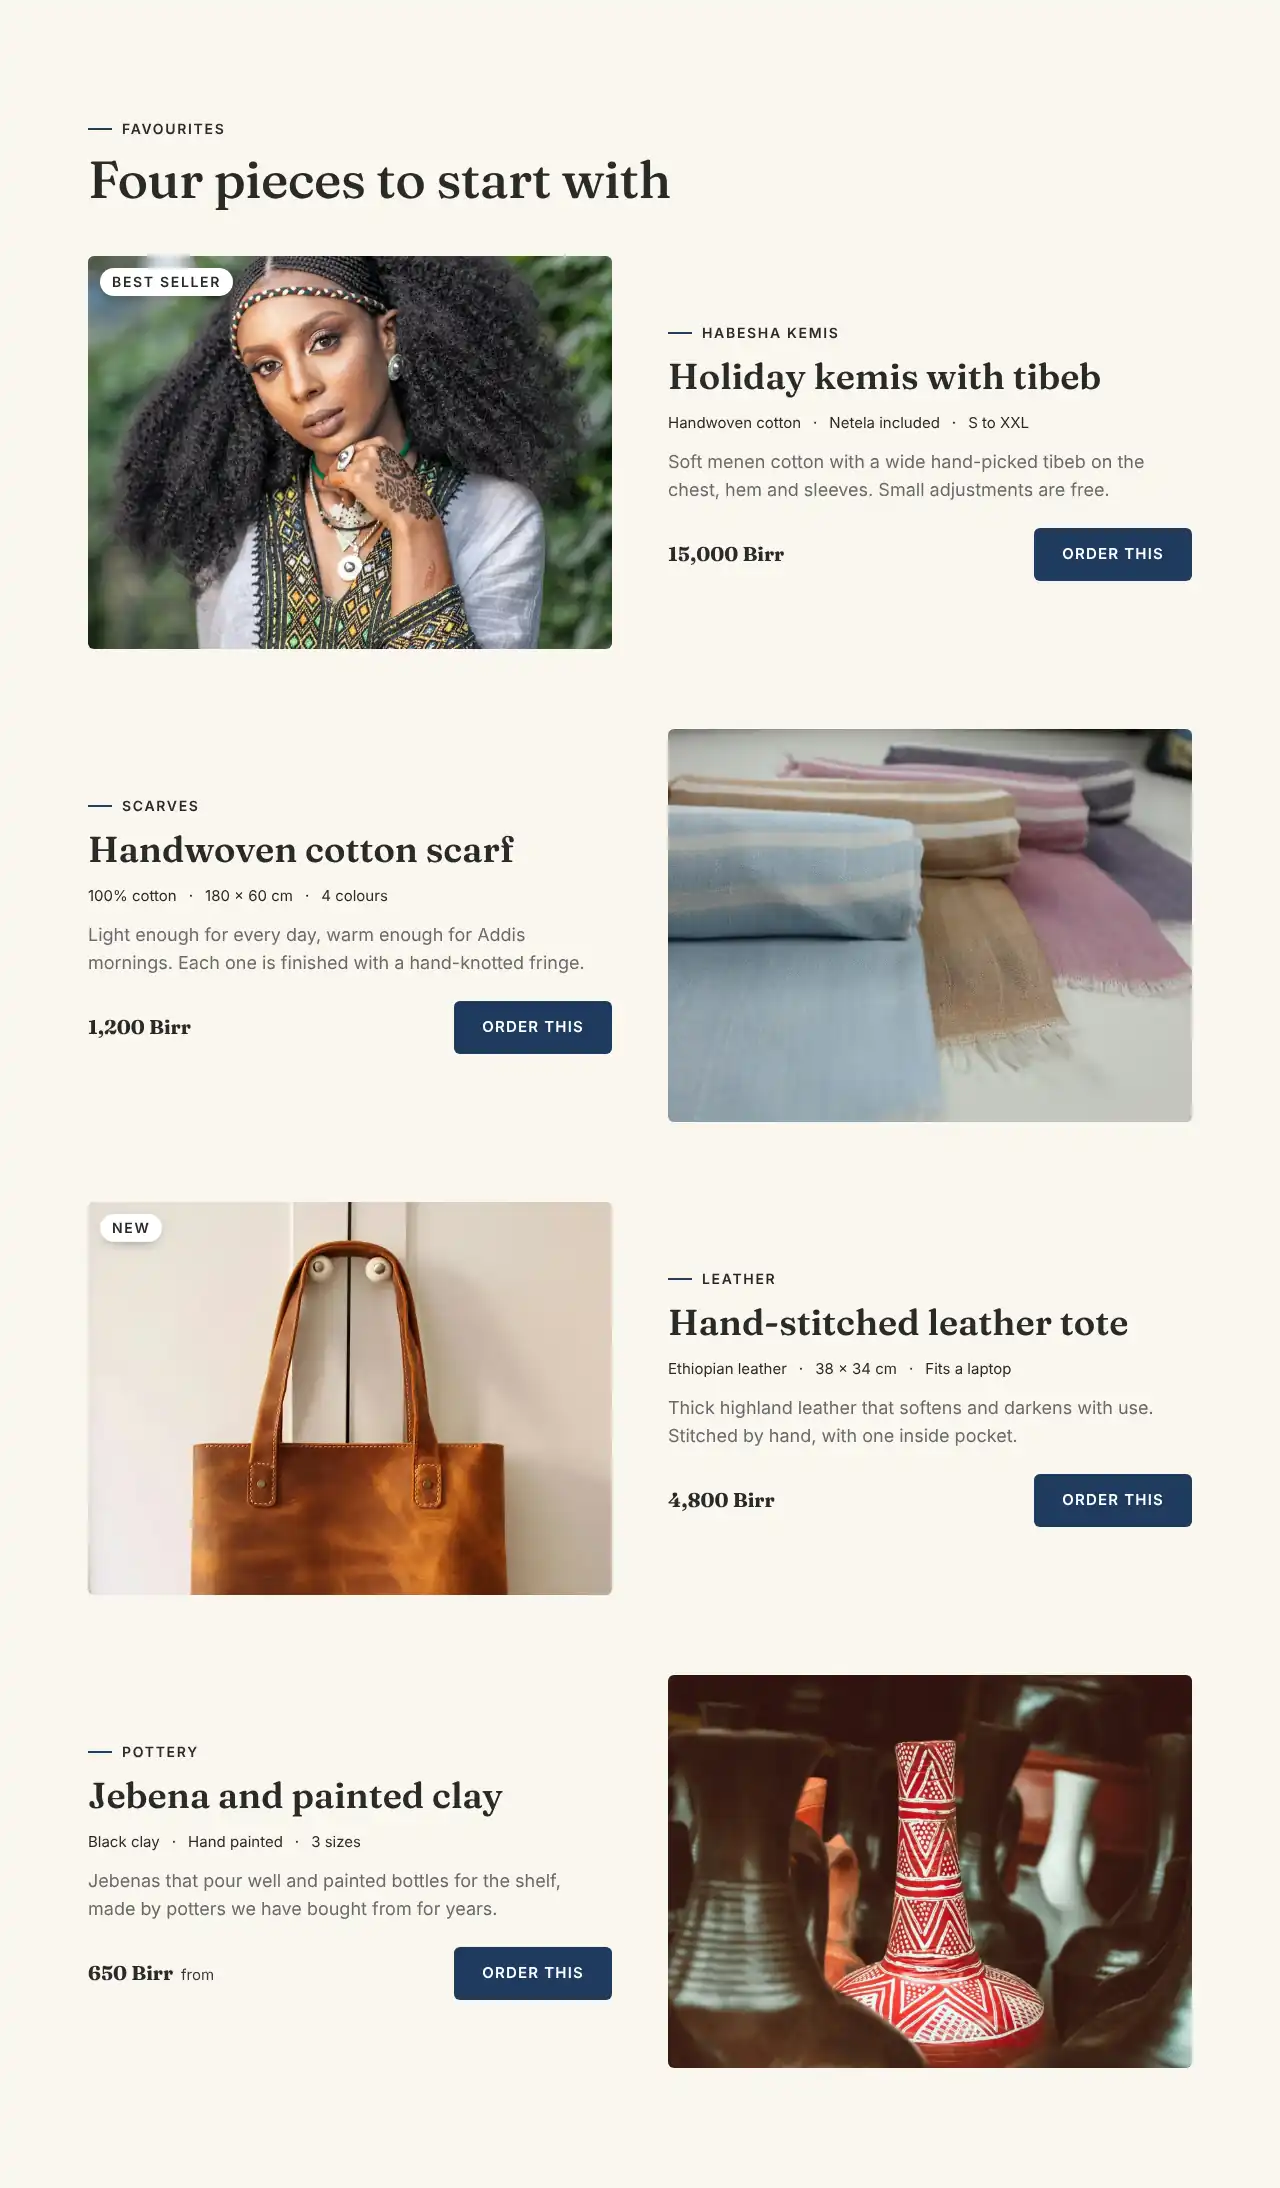 FAVOURITES
Four pieces to start with
BEST SELLER
HABESHA KEMIS
Holiday kemis with tibeb
Handwoven cotton · Netela included · S to XXL
Soft menen cotton with a wide hand-picked tibeb on the
chest, hem and sleeves. Small adjustments are free.
15,000 Birr
ORDER THIS
SCARVES
Handwoven cotton scarf
100% cotton · 180 × 60 cm · 4 colours
Light enough for every day, warm enough for Addis
mornings. Each one is finished with a hand-knotted fringe.
1,200 Birr
ORDER THIS
NEW
LEATHER
Hand-stitched leather tote
Ethiopian leather · 38 × 34 cm · Fits a laptop
Thick highland leather that softens and darkens with use.
Stitched by hand, with one inside pocket.
4,800 Birr
ORDER THIS
POTTERY
Jebena and painted clay
Black clay · Hand painted · 3 sizes
Jebenas that pour well and painted bottles for the shelf,
made by potters we have bought from for years.
650 Birr from
ORDER THIS